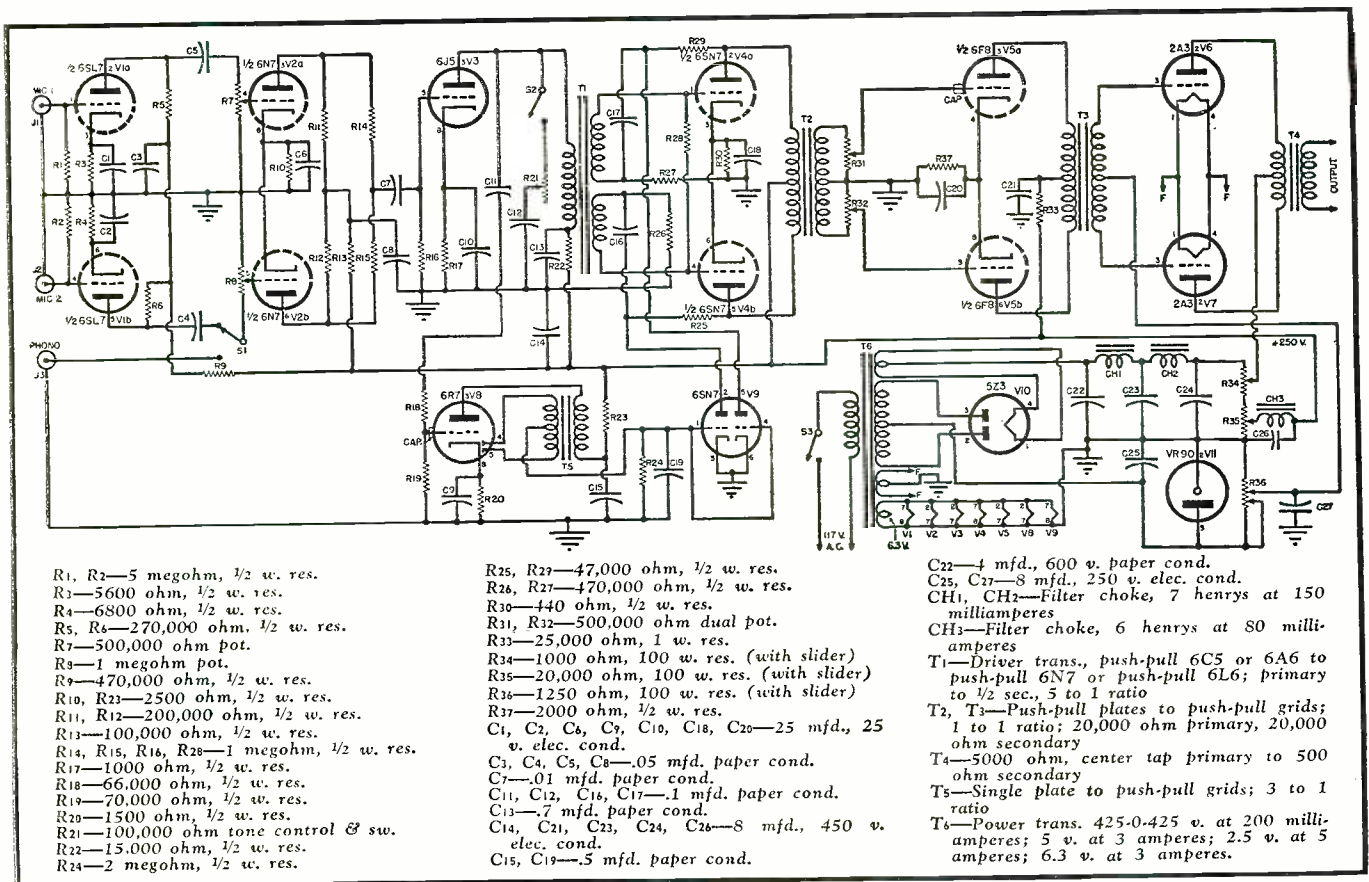 ½ 6SL7 2 V1a
C5
½ 6N7 3 V2a
6J5 3 V3
S2
T1
R29
½ 6SN7 2 V4a
½ 6F8 3 V5a
2A3 2 V6
MIC 1
J1
R5
R7
R11
R14
C17
T2
CAP
T3
T4
R1
R3
C1
C3
R10
C6
C7
C11
R21
R28
R30
C18
R27
R31
R37
C20
C21
R33
F
F
OUTPUT
R2
R4
C2
R12
R13
R15
C8
R16
R17
C10
C12
C13
R22
C16
R26
R32
J2
MIC 2
R8
R6
½ 6SL7 5 V1b
C4
S1
½ 6N7 6 V2b
C14
R25
½ 6SN7 5 V4b
½ 6F8 6 V5b
2A3 2 V7
PHONO
J3
R9
T6
+250 V.
R18
6R7 3 V8
CAP.
T5
R23
6SN7 2 5 V9
S3
5Z3
V10
CH1
CH2
C22
C23
C24
R34
R35
CH3
C26
R19
C9
R20
C15
R24
C19
F
F
C25
VR90 2 V11
R36
C27
117 V.
A.C.
6.3 V.
V1 V2 V3 V4 V5 V8 V9
R1, R2—5 megohm, ½ w. res.
R3—5600 ohm, ½ w. res.
R4—6800 ohm, ½ w. res.
R5, R6—270,000 ohm, ½ w. res.
R7—500,000 ohm pot.
R8—1 megohm pot.
R9—470,000 ohm, ½ w. res.
R10, R23—2500 ohm, ½ w. res.
R11, R12—200,000 ohm, ½ w. res.
R13—100,000 ohm, ½ w. res.
R14, R15, R16, R28—1 megohm, ½ w. res.
R17—1000 ohm, ½ w. res.
R18—66,000 ohm, ½ w. res.
R19—70,000 ohm, ½ w. res.
R20—1500 ohm, ½ w. res.
R21—100,000 ohm tone control & sw.
R22—15,000 ohm, ½ w. res.
R24—2 megohm, ½ w. res.
R25, R29—47,000 ohm, ½ w. res.
R26, R27—470,000 ohm, ½ w. res.
R30—440 ohm, ½ w. res.
R31, R32—500,000 ohm dual pot.
R33—25,000 ohm, 1 w. res.
R34—1000 ohm, 100 w. res. (with slider)
R35—20,000 ohm, 100 w. res. (with slider)
R36—1250 ohm, 100 w. res. (with slider)
R37—2000 ohm, ½ w. res.
C1, C2, C6, C9, C10, C18, C20—25 mfd., 25
v. elec. cond.
C3, C4, C5, C8—.05 mfd. paper cond.
C7—.01 mfd. paper cond.
C11, C12, C16, C17—.1 mfd. paper cond.
C13—.7 mfd. paper cond.
C14, C21, C23, C24, C26—8 mfd., 450 v.
elec. cond.
C15, C19—.5 mfd. paper cond.
C22—4 mfd., 600 v. paper cond.
C25, C27—8 mfd., 250 v. elec. cond.
CH1, CH2—Filter choke, 7 henrys at 150
milliamperes
CH3—Filter choke, 6 henrys at 80 milli-
amperes
T1—Driver trans., push-pull 6C5 or 6A6 to
push-pull 6N7 or push-pull 6L6; primary
to ½ sec., 5 to 1 ratio
T2, T3—Push-pull plates to push-pull grids;
1 to 1 ratio; 20,000 ohm primary, 20,000
ohm secondary
T4—5000 ohm, center tap primary to 500
ohm secondary
T5—Single plate to push-pull grids; 3 to 1
ratio
T6—Power trans. 425-0-425 v. at 200 milli-
amperes; 5 v. at 3 amperes; 2.5 v. at 5
amperes; 6.3 v. at 3 amperes.